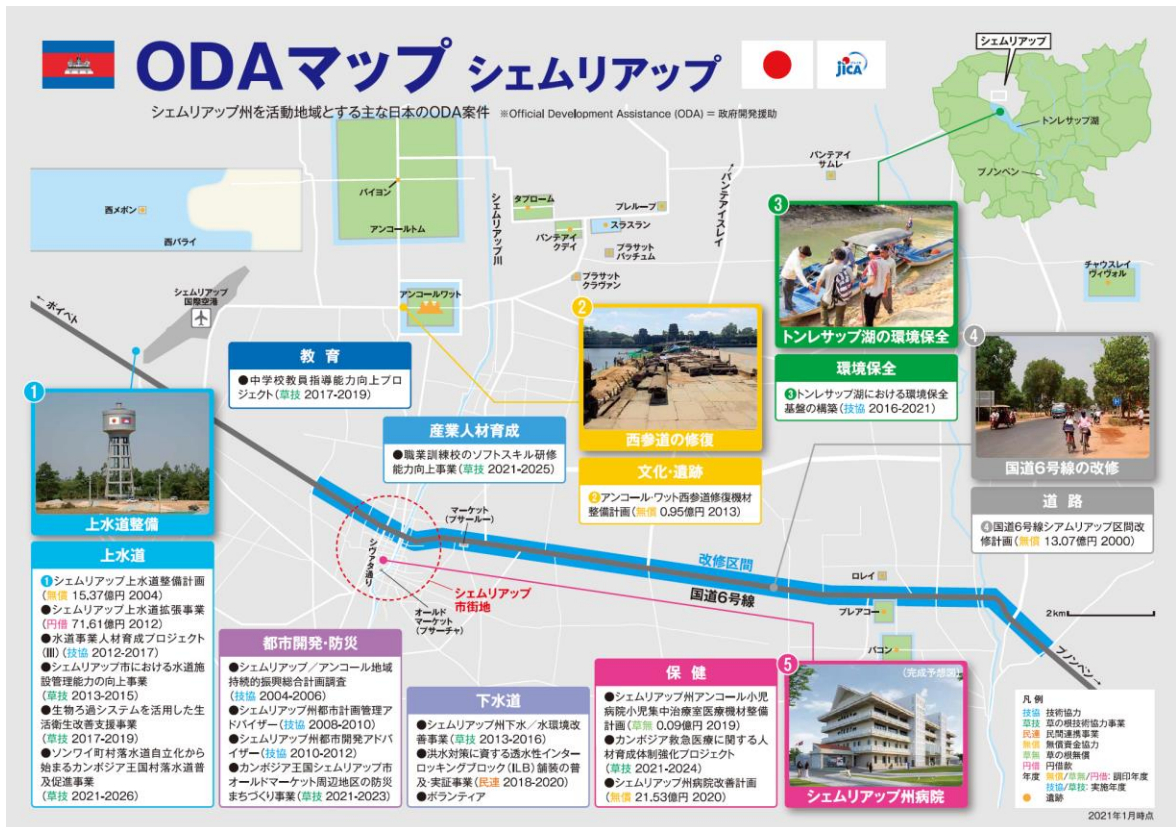 ODAマップ シェムリアップ
jICA
シェムリアップ州を活動地域とする主な日本のODA案件 ※Official Development Assistance (ODA) = 政府開発援助
シェムリアップ
トンレサップ湖
プノンペン
西メボン
西バライ
バイヨン
アンコールトム
シェムリアップ川
タプローム
バンテアイ
クデイ
プレループ
スラスラン
プラサット
バッチュム
プラサット
クラヴァン
バンテアイスレイ
バンテアイ
サムレ
チャウスレイ
ヴィヴォル
シェムリアップ
国際空港
アンコールワット
← ポイペト
1
上水道整備
上水道
❶シェムリアップ上水道整備計画
(無償 15.37億円 2004)
●シェムリアップ上水道拡張事業
(円借 71.61億円 2012)
●水道事業人材育成プロジェクト
(Ⅲ) (技協 2012-2017)
●シェムリアップ市における水道施
設管理能力の向上事業
(草技 2013-2015)
●生物ろ過システムを活用した生
活衛生改善支援事業
(草技 2017-2019)
●ソンワイ町村落水道自立化から
始まるカンボジア王国村落水道普
及促進事業
(草技 2021-2026)
教 育
●中学校教員指導能力向上プロ
ジェクト(草技 2017-2019)
産業人材育成
●職業訓練校のソフトスキル研修
能力向上事業(草技 2021-2025)
2
西参道の修復
文化・遺跡
❷アンコール・ワット西参道修復機材
整備計画(無償 0.95億円 2013)
3
トンレサップ湖の環境保全
環境保全
❸トンレサップ湖における環境保全
基盤の構築(技協 2016-2021)
4
国道6号線の改修
道 路
❹国道6号線シアムリアップ区間改
修計画(無償 13.07億円 2000)
マーケット
(プサールー)
シヴァタ通り
シェムリアップ
市街地
オールド
マーケット
(プサーチャ)
改修区間
国道6号線
ロレイ
プレアコー
バコン
2km
プノンペン→
都市開発・防災
●シェムリアップ/アンコール地域
持続的振興総合計画調査
(技協 2004-2006)
●シェムリアップ州都市計画管理ア
ドバイザー(技協 2008-2010)
●シェムリアップ州都市開発アドバ
イザー(技協 2010-2012)
●カンボジア王国シェムリアップ市
オールドマーケット周辺地区の防災
まちづくり事業(草技 2021-2023)
下水道
●シェムリアップ州下水/水環境改
善事業(草技 2013-2016)
●洪水対策に資する透水性インター
ロッキングブロック(ILB)舗装の普
及・実証事業(民連 2018-2020)
●ボランティア
保 健
●シェムリアップ州アンコール小児
病院小児集中治療室医療機材整備
計画(草無 0.09億円 2019)
●カンボジア救急医療に関する人
材育成体制強化プロジェクト
(草技 2021-2024)
●シェムリアップ州病院改善計画
(無償 21.53億円 2020)
5
(完成予想図)
シェムリアップ州病院
凡 例
技協 技術協力
草技 草の根技術協力事業
民連 民間連携事業
無償 無償資金協力
草無 草の根無償
円借 円借款
年度 無償/草無/円借: 調印年度
技協/草技: 実施年度
遺跡
2021年1月時点